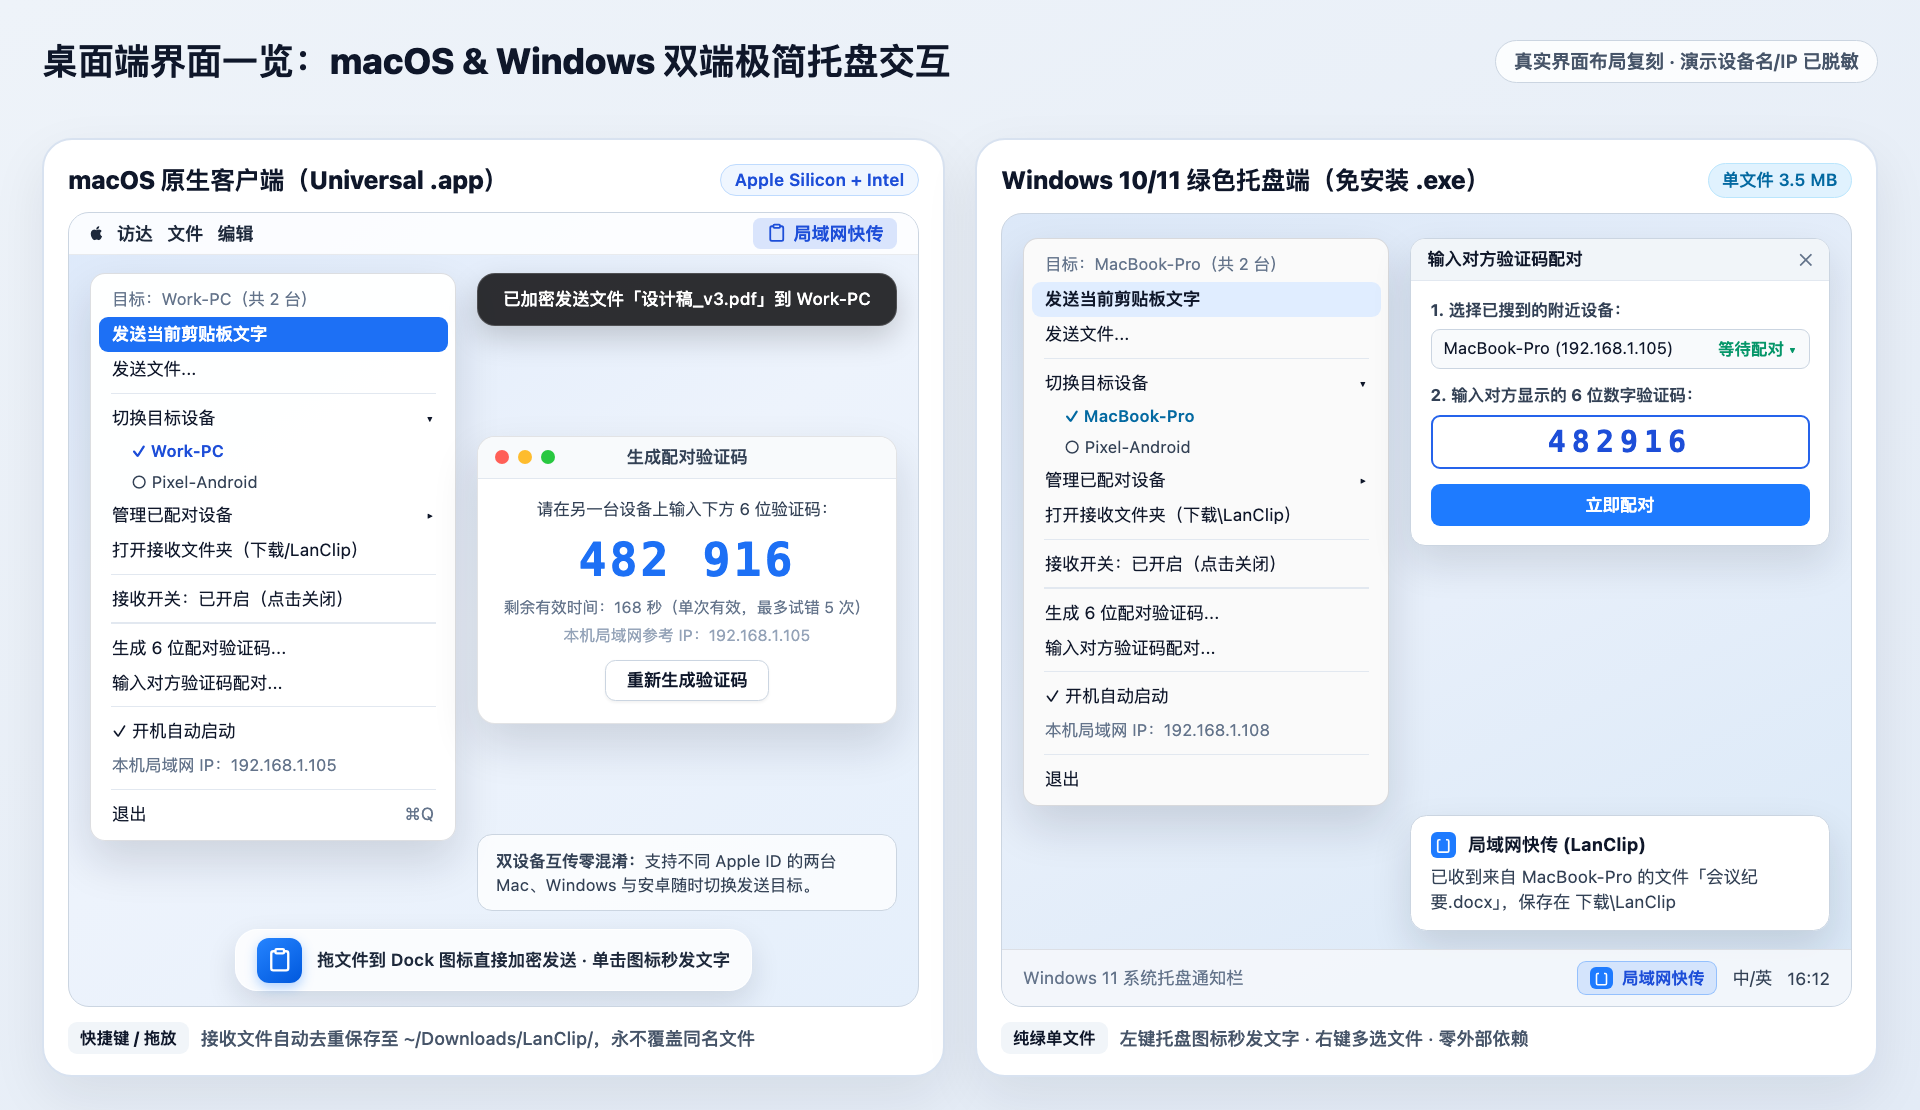 桌面端界面一览：macOS & Windows 双端极简托盘交互
真实界面布局复刻 · 演示设备名/IP 已脱敏
macOS 原生客户端（Universal .app）
Apple Silicon + Intel
访达 文件 编辑
局域网快传
目标：Work-PC（共 2 台）
发送当前剪贴板文字
发送文件...
切换目标设备 ▾
✓ Work-PC
○ Pixel-Android
管理已配对设备 ▸
打开接收文件夹（下载/LanClip）
接收开关：已开启（点击关闭）
生成 6 位配对验证码...
输入对方验证码配对...
✓ 开机自动启动
本机局域网 IP：192.168.1.105
退出 ⌘Q
已加密发送文件「设计稿_v3.pdf」到 Work-PC
生成配对验证码
请在另一台设备上输入下方 6 位验证码：
482 916
剩余有效时间：168 秒（单次有效，最多试错 5 次）
本机局域网参考 IP：192.168.1.105
重新生成验证码
双设备互传零混淆：支持不同 Apple ID 的两台
Mac、Windows 与安卓随时切换发送目标。
拖文件到 Dock 图标直接加密发送 · 单击图标秒发文字
快捷键 / 拖放
接收文件自动去重保存至 ~/Downloads/LanClip/，永不覆盖同名文件
Windows 10/11 绿色托盘端（免安装 .exe）
单文件 3.5 MB
目标：MacBook-Pro（共 2 台）
发送当前剪贴板文字
发送文件...
切换目标设备 ▾
✓ MacBook-Pro
○ Pixel-Android
管理已配对设备 ▸
打开接收文件夹（下载\LanClip）
接收开关：已开启（点击关闭）
生成 6 位配对验证码...
输入对方验证码配对...
✓ 开机自动启动
本机局域网 IP：192.168.1.108
退出
输入对方验证码配对
1. 选择已搜到的附近设备：
MacBook-Pro (192.168.1.105) 等待配对 ▾
2. 输入对方显示的 6 位数字验证码：
482916
立即配对
局域网快传 (LanClip)
已收到来自 MacBook-Pro 的文件「会议纪
要.docx」，保存在 下载\LanClip
Windows 11 系统托盘通知栏
局域网快传
中/英 16:12
纯绿单文件
左键托盘图标秒发文字 · 右键多选文件 · 零外部依赖